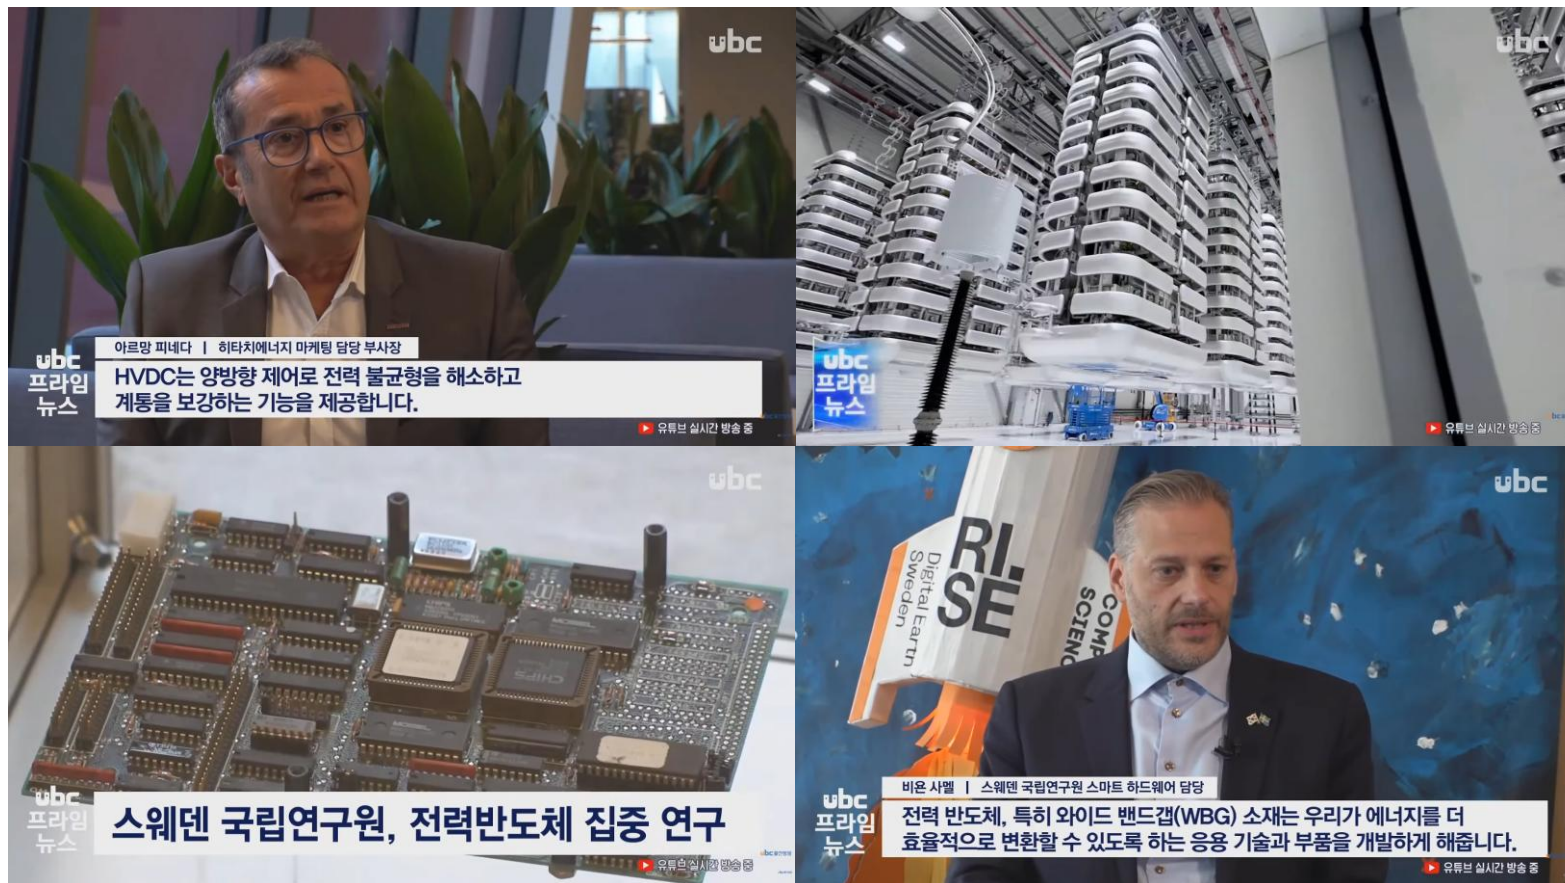 ubc
아르망 피네다 | 히타치에너지 마케팅 담당 부사장
ubc
프라임
뉴스
HVDC는 양방향 제어로 전력 불균형을 해소하고
계통을 보강하는 기능을 제공합니다.
유튜브 실시간 방송 중
ubc
ubc
프라임
뉴스
유튜브 실시간 방송 중
ubc
CHIPS
ubc
프라임
뉴스
스웨덴 국립연구원, 전력반도체 집중 연구
유튜브 실시간 방송 중
ubc
RI.
SE
Digital Earth
Sweden
비욘 사멜 | 스웨덴 국립연구원 스마트 하드웨어 담당
ubc
프라임
뉴스
전력 반도체, 특히 와이드 밴드갭(WBG) 소재는 우리가 에너지를 더
효율적으로 변환할 수 있도록 하는 응용 기술과 부품을 개발하게 해줍니다.
유튜브 실시간 방송 중